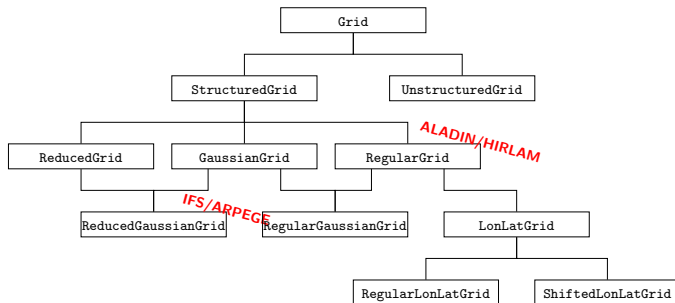 Grid
StructuredGrid
UnstructuredGrid
ALADIN/HIRLAM
ReducedGrid
GaussianGrid
RegularGrid
IFS/ARPEGE
ReducedGaussianGrid
RegularGaussianGrid
LonLatGrid
RegularLonLatGrid
ShiftedLonLatGrid